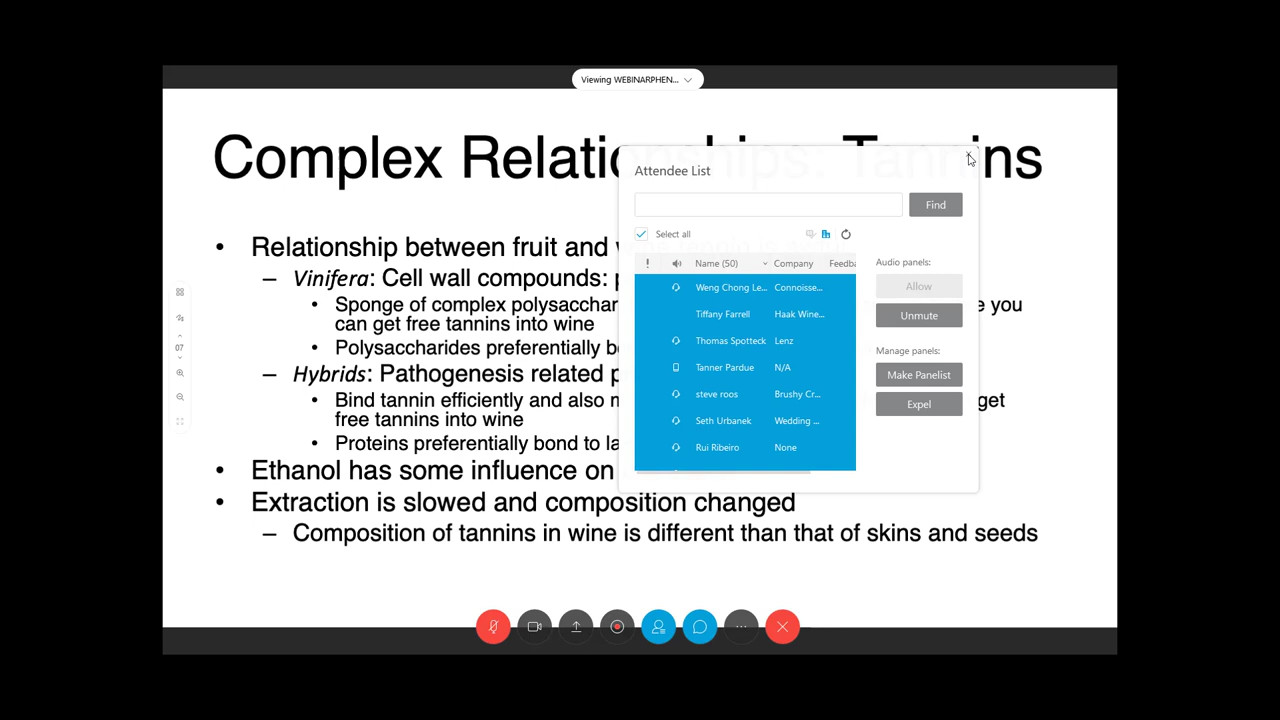 Viewing WEBINARPHEN...
Complex Relationships: Tannins
• Relationship between fruit and wine tannin is
– Vinifera: Cell wall compounds: p
• Sponge of complex polysacchar
e you
can get free tannins into wine
• Polysaccharides preferentially b
– Hybrids: Pathogenesis related p
• Bind tannin efficiently and also m
get
free tannins into wine
• Proteins preferentially bond to la
• Ethanol has some influence on
• Extraction is slowed and composition changed
– Composition of tannins in wine is different than that of skins and seeds
07
Attendee List
Find
Select all
! Name (50) Company Feedba
Weng Chong Le... Connoisse...
Tiffany Farrell Haak Wine...
Thomas Spotteck Lenz
Tanner Pardue N/A
steve roos Brushy Cr...
Seth Urbanek Wedding ...
Rui Ribeiro None
Audio panels:
Allow
Unmute
Manage panels:
Make Panelist
Expel